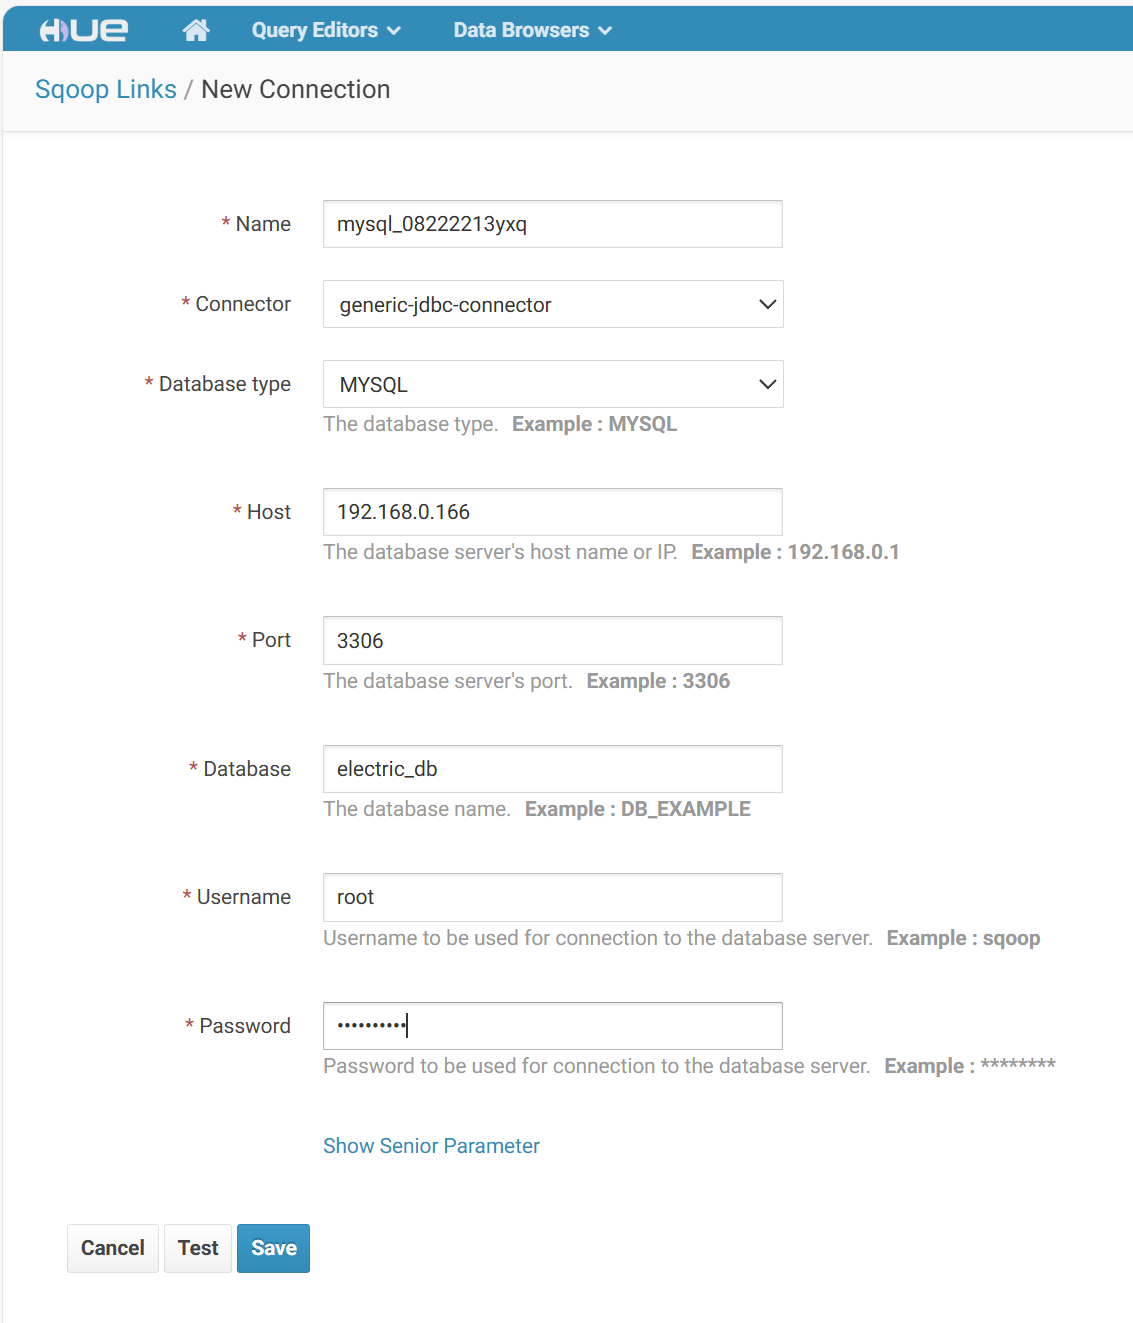 HUE Query Editors Data Browsers
Sqoop Links / New Connection
* Name mysql_08222213yxq
* Connector generic-jdbc-connector
* Database type MYSQL
The database type. Example : MYSQL
* Host 192.168.0.166
The database server's host name or IP. Example : 192.168.0.1
* Port 3306
The database server's port. Example : 3306
* Database electric_db
The database name. Example : DB_EXAMPLE
* Username root
Username to be used for connection to the database server. Example : sqoop
* Password ••••••••••
Password to be used for connection to the database server. Example : ********
Show Senior Parameter
Cancel Test Save